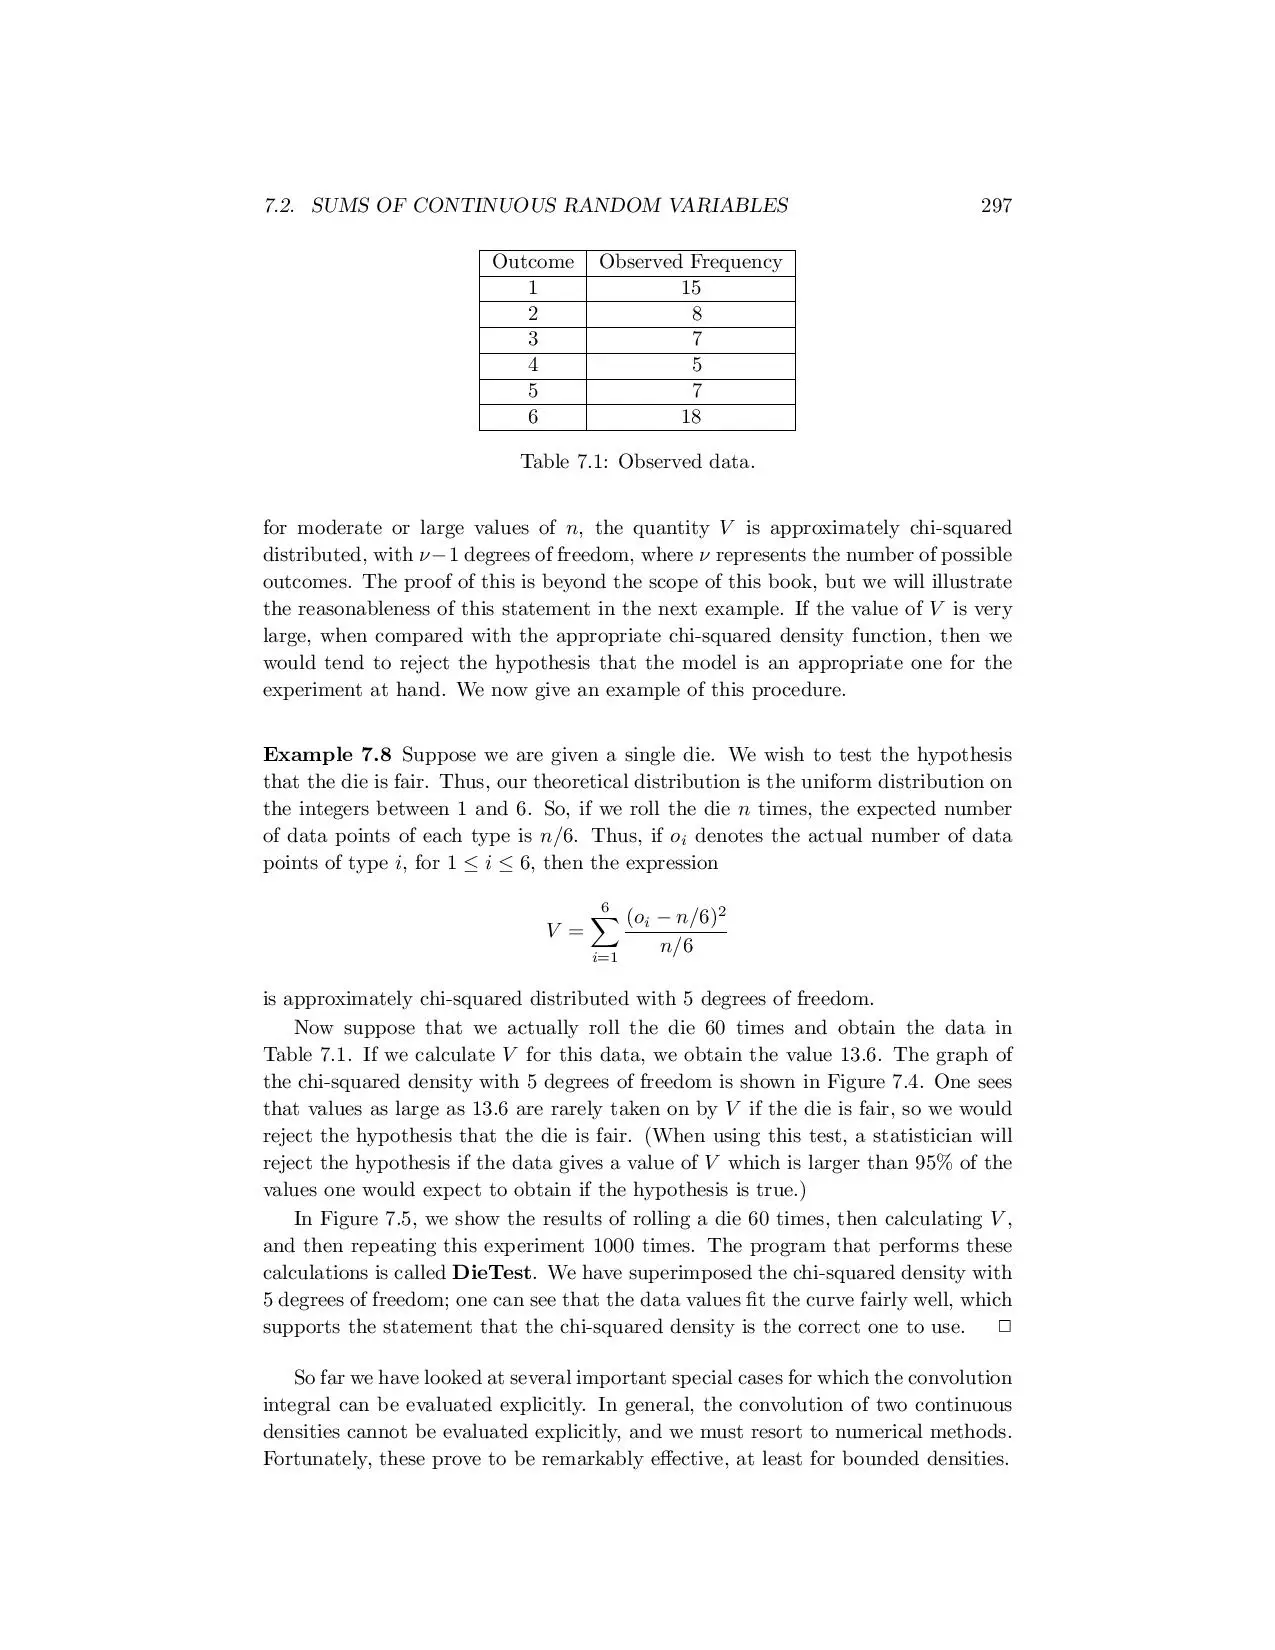 7.2. SUMS OF CONTINUOUS RANDOM VARIABLES 297
Outcome Observed Frequency
1 15
2 8
3 7
4 5
5 7
6 18
Table 7.1: Observed data.
for moderate or large values of n, the quantity V is approximately chi-squared
distributed, with ν−1 degrees of freedom, where ν represents the number of possible
outcomes. The proof of this is beyond the scope of this book, but we will illustrate
the reasonableness of this statement in the next example. If the value of V is very
large, when compared with the appropriate chi-squared density function, then we
would tend to reject the hypothesis that the model is an appropriate one for the
experiment at hand. We now give an example of this procedure.
Example 7.8 Suppose we are given a single die. We wish to test the hypothesis
that the die is fair. Thus, our theoretical distribution is the uniform distribution on
the integers between 1 and 6. So, if we roll the die n times, the expected number
of data points of each type is n/6. Thus, if oᵢ denotes the actual number of data
points of type i, for 1 ≤ i ≤ 6, then the expression
V = ∑_{i=1}^{6} (oᵢ − n/6)² / (n/6)
is approximately chi-squared distributed with 5 degrees of freedom.
Now suppose that we actually roll the die 60 times and obtain the data in
Table 7.1. If we calculate V for this data, we obtain the value 13.6. The graph of
the chi-squared density with 5 degrees of freedom is shown in Figure 7.4. One sees
that values as large as 13.6 are rarely taken on by V if the die is fair, so we would
reject the hypothesis that the die is fair. (When using this test, a statistician will
reject the hypothesis if the data gives a value of V which is larger than 95% of the
values one would expect to obtain if the hypothesis is true.)
In Figure 7.5, we show the results of rolling a die 60 times, then calculating V,
and then repeating this experiment 1000 times. The program that performs these
calculations is called DieTest. We have superimposed the chi-squared density with
5 degrees of freedom; one can see that the data values fit the curve fairly well, which
supports the statement that the chi-squared density is the correct one to use. □
So far we have looked at several important special cases for which the convolution
integral can be evaluated explicitly. In general, the convolution of two continuous
densities cannot be evaluated explicitly, and we must resort to numerical methods.
Fortunately, these prove to be remarkably effective, at least for bounded densities.